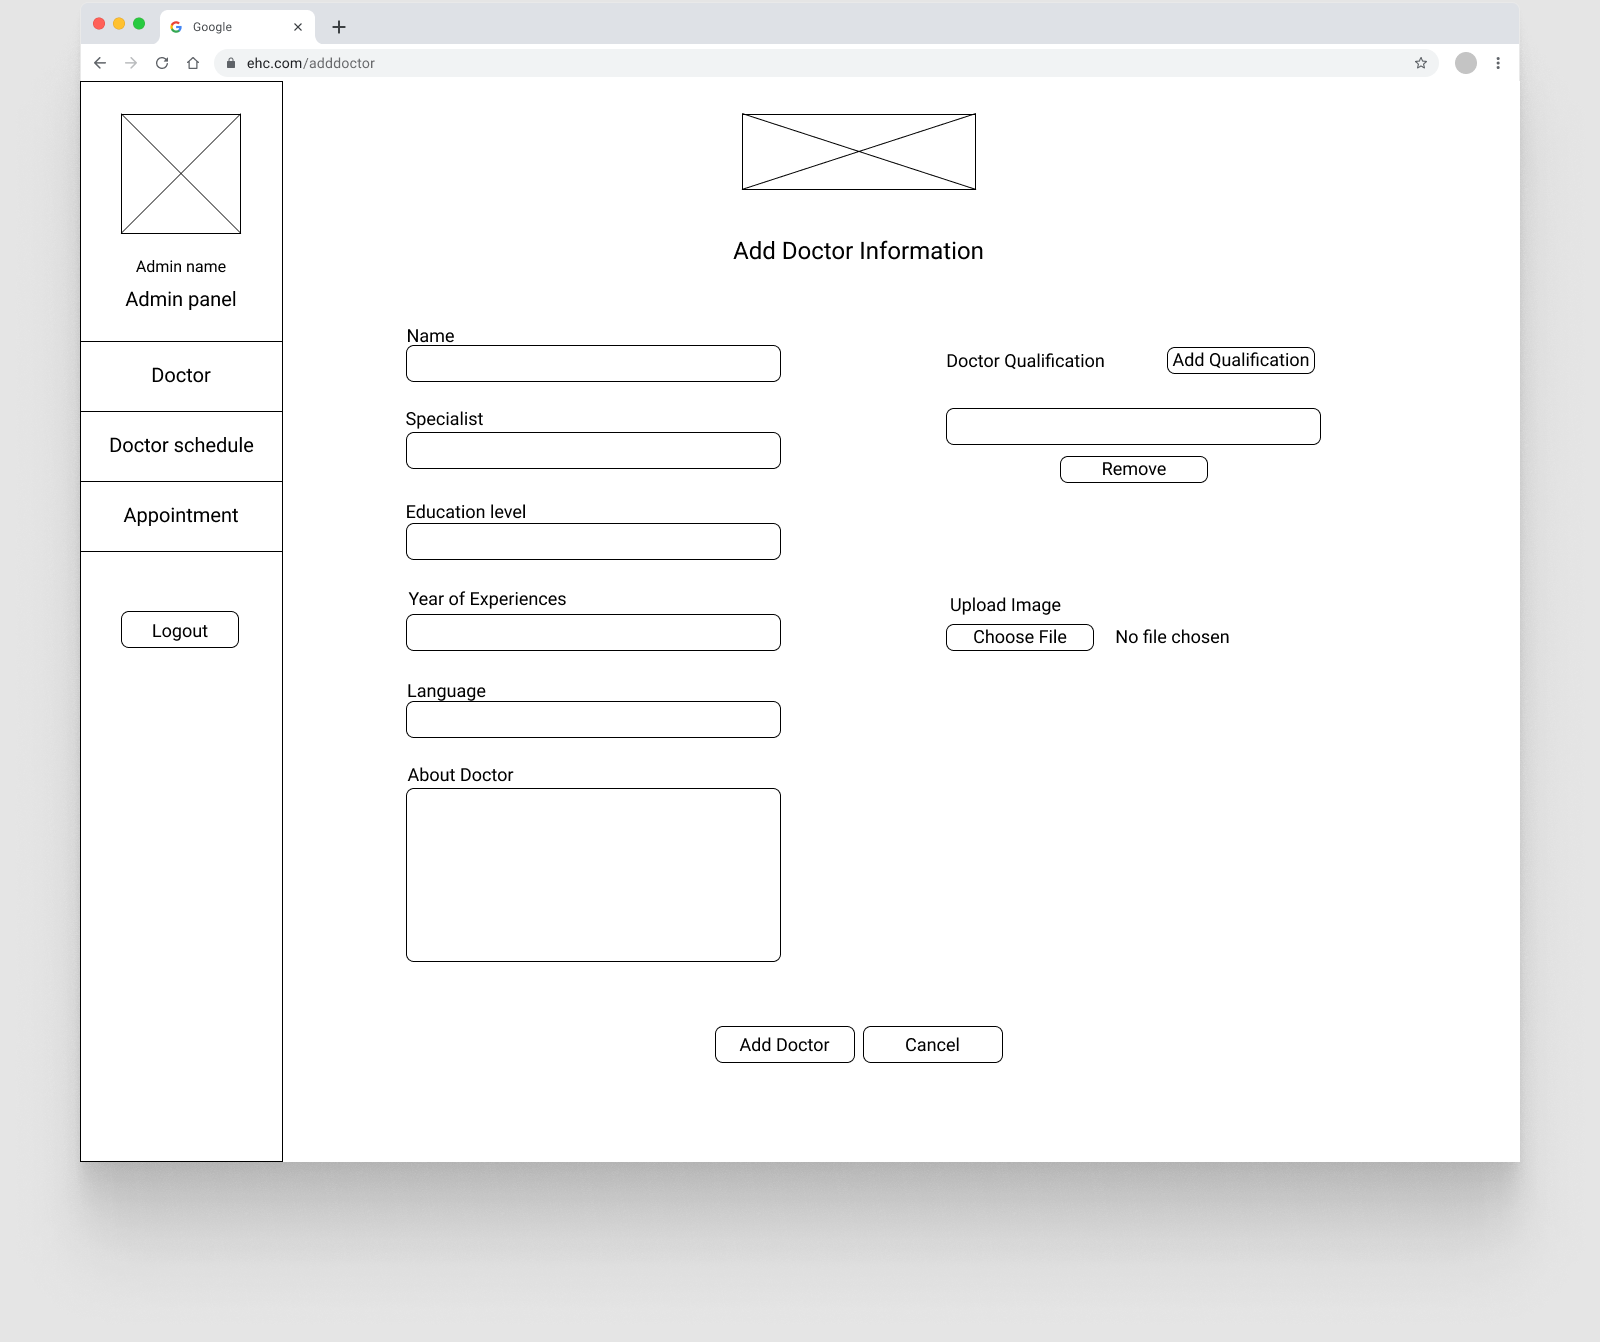 Google
ehc.com/adddoctor
Admin name
Admin panel
Doctor
Doctor schedule
Appointment
Logout
Add Doctor Information
Name
Specialist
Education level
Year of Experiences
Language
About Doctor
Doctor Qualification
Add Qualification
Remove
Upload Image
Choose File
No file chosen
Add Doctor
Cancel